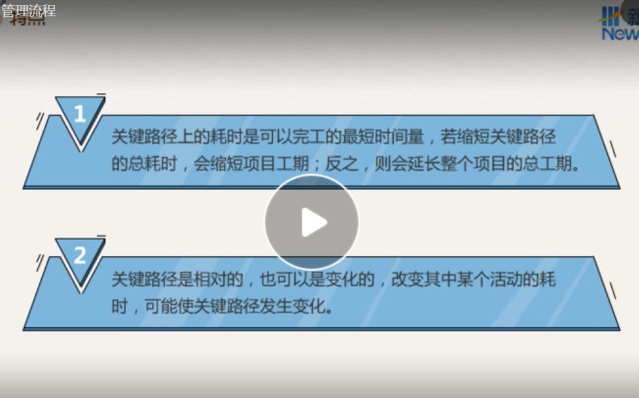 管理流程
特点
New
1
关键路径上的耗时是可以完工的最短时间量，若缩短关键路径
的总耗时，会缩短项目工期；反之，则会延长整个项目的总工期。
2
关键路径是相对的，也可以是变化的，改变其中某个活动的耗
时，可能使关键路径发生变化。